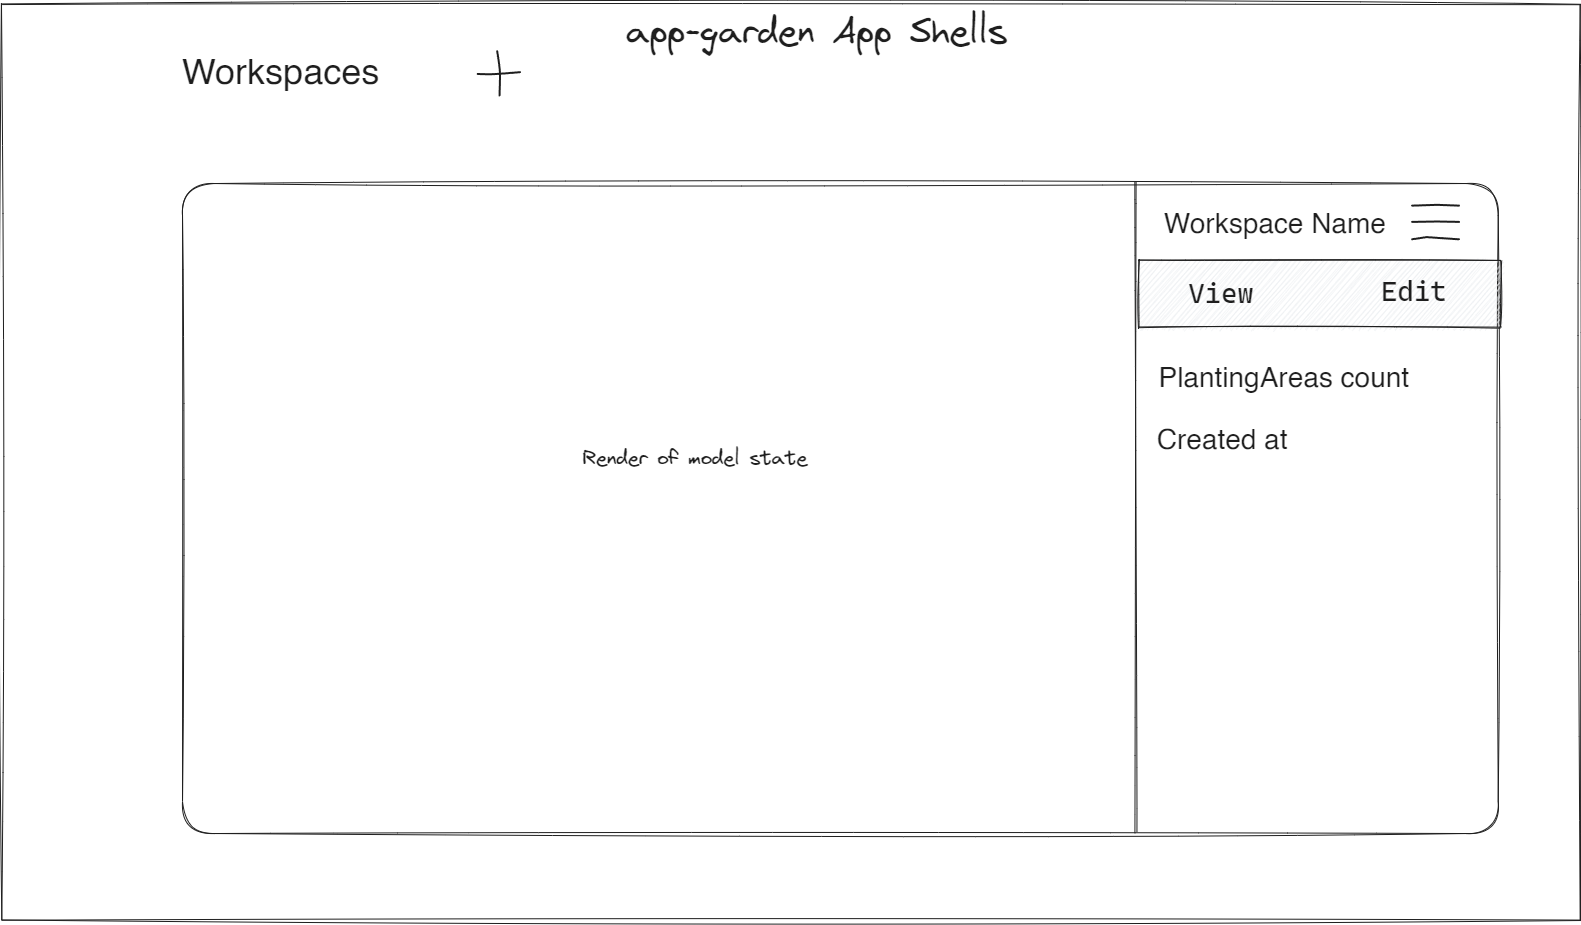 app-garden App Shells
Workspaces
Workspace Name
View Edit
PlantingAreas count
Created at
Render of model state